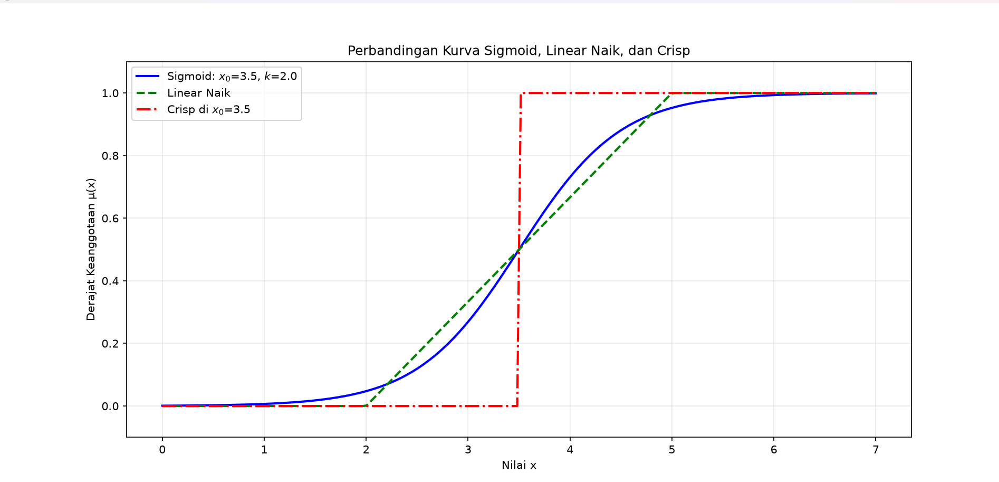 Perbandingan Kurva Sigmoid, Linear Naik, dan Crisp
Sigmoid: x₀=3.5, k=2.0
Linear Naik
Crisp di x₀=3.5
Derajat Keanggotaan μ(x)
1.0
0.8
0.6
0.4
0.2
0.0
0 1 2 3 4 5 6 7
Nilai x